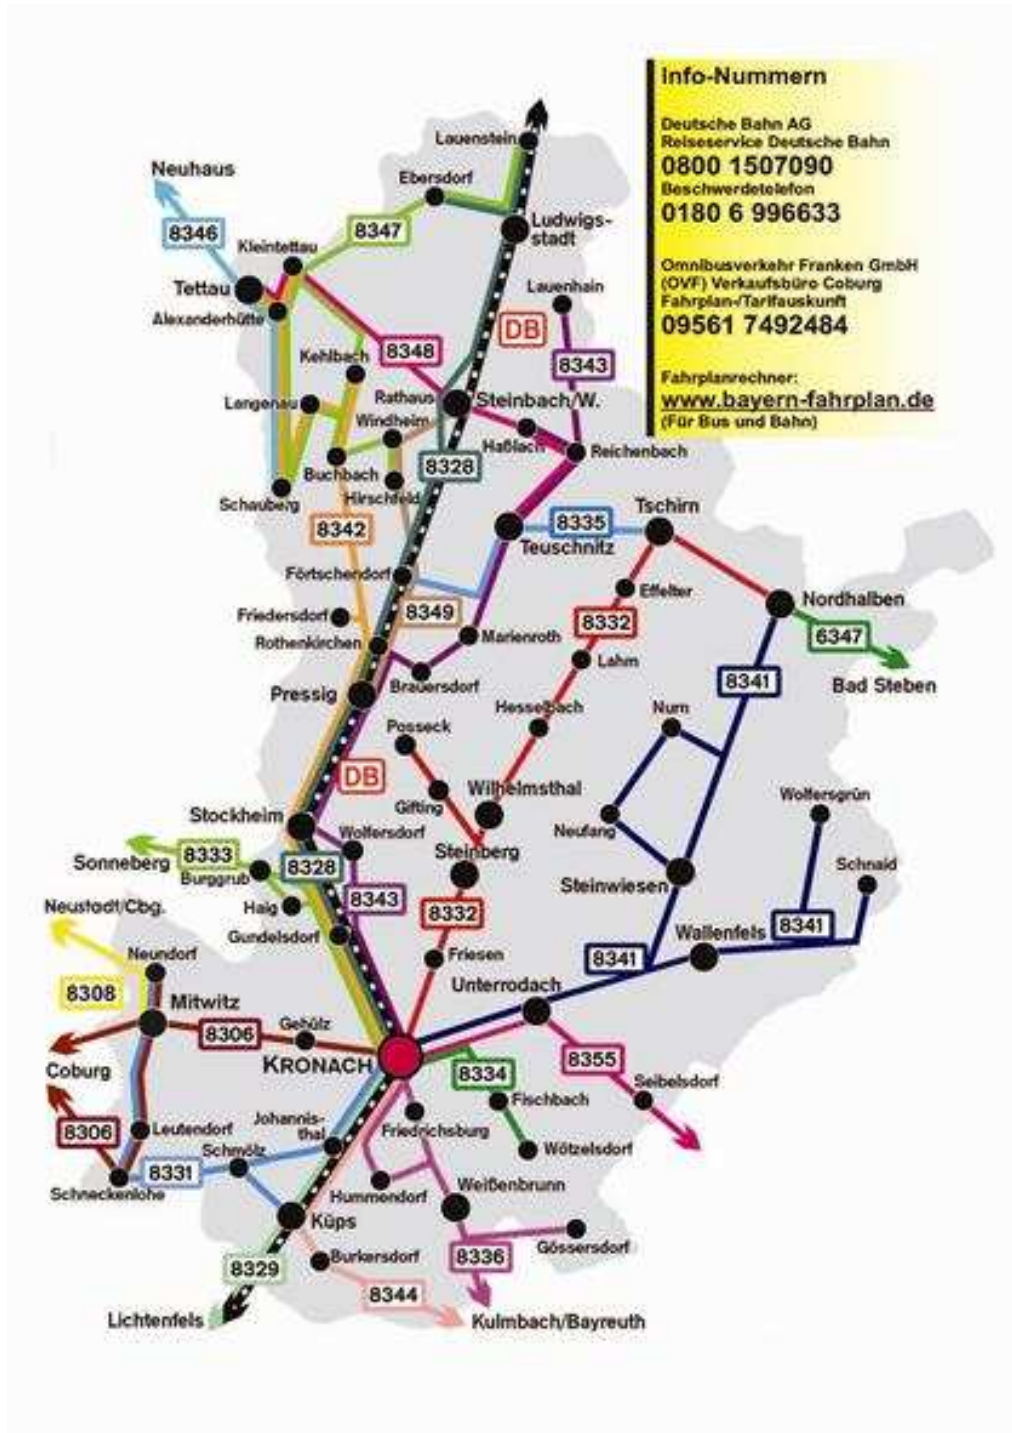 Info-Nummern
Deutsche Bahn AG
Reiseservice Deutsche Bahn
0800 1507090
Beschwerdetelefon
0180 6 996633
Omnibusverkehr Franken GmbH
(OVF) Verkaufsbüro Coburg
Fahrplan-/Tarifauskunft
09561 7492484
Fahrplanrechner:
www.bayern-fahrplan.de
(Für Bus und Bahn)
Lauenstein
Neuhaus
Ebersdorf
8346
8347
Ludwigs-
stadt
Kleintettau
Tettau
Lauenhain
Alexanderhütte
DB
Kehlbach
8348
8343
Langenau
Rathaus
Steinbach/W.
Windheim
Haßlach
Reichenbach
Buchbach
8328
Schauberg
Hirschfeld
Tschirn
8342
8335
Teuschnitz
Förtschendorf
Effelter
Nordhalben
Friedersdorf
8349
8332
6347
Rothenkirchen
Marienroth
Lahm
Pressig
Brauersdorf
8341
Bad Steben
Posseck
Hesselbach
Nurn
DB
Gifting
Wilhelmsthal
Wolfersgrün
Stockheim
Wolfersdorf
Neufang
Sonneberg
8333
Burggrub
8328
Steinberg
Steinwiesen
Schnaid
Neustadt/Cbg.
Haig
8343
8332
8341
Gundelsdorf
Wallenfels
Neundorf
Friesen
8341
8308
Mitwitz
Unterrodach
8306
Gehülz
KRONACH
Coburg
8334
8355
Seibelsdorf
8306
Leutendorf
Johannis-
thal
Friedrichsburg
Fischbach
Schmölz
Wötzelsdorf
Schneckenlohe
8331
Hummendorf
Weißenbrunn
Küps
8329
Burkersdorf
8336
Gössersdorf
8344
Lichtenfels
Kulmbach/Bayreuth